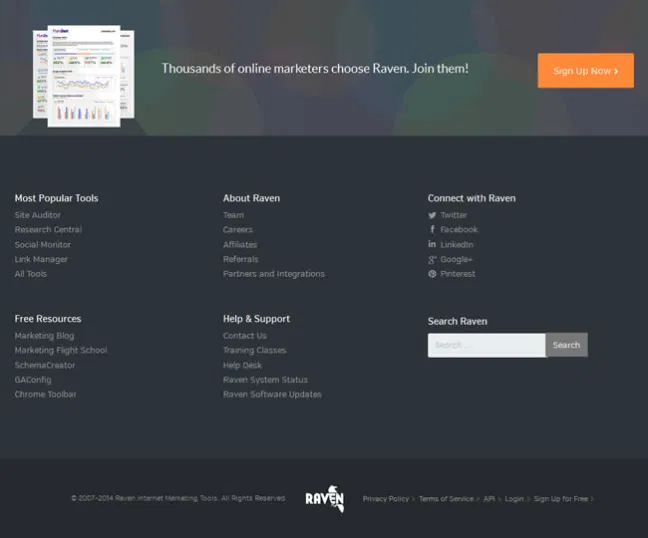 Thousands of online marketers choose Raven. Join them!
Sign Up Now ›
Most Popular Tools
Site Auditor
Research Central
Social Monitor
Link Manager
All Tools
About Raven
Team
Careers
Affiliates
Referrals
Partners and Integrations
Connect with Raven
Twitter
Facebook
LinkedIn
Google+
Pinterest
Free Resources
Marketing Blog
Marketing Flight School
SchemaCreator
GAConfig
Chrome Toolbar
Help & Support
Contact Us
Training Classes
Help Desk
Raven System Status
Raven Software Updates
Search Raven
Search ...
Search
© 2007-2014 Raven Internet Marketing Tools. All Rights Reserved.
RAVEN
Privacy Policy › Terms of Service › API › Login › Sign Up for Free ›